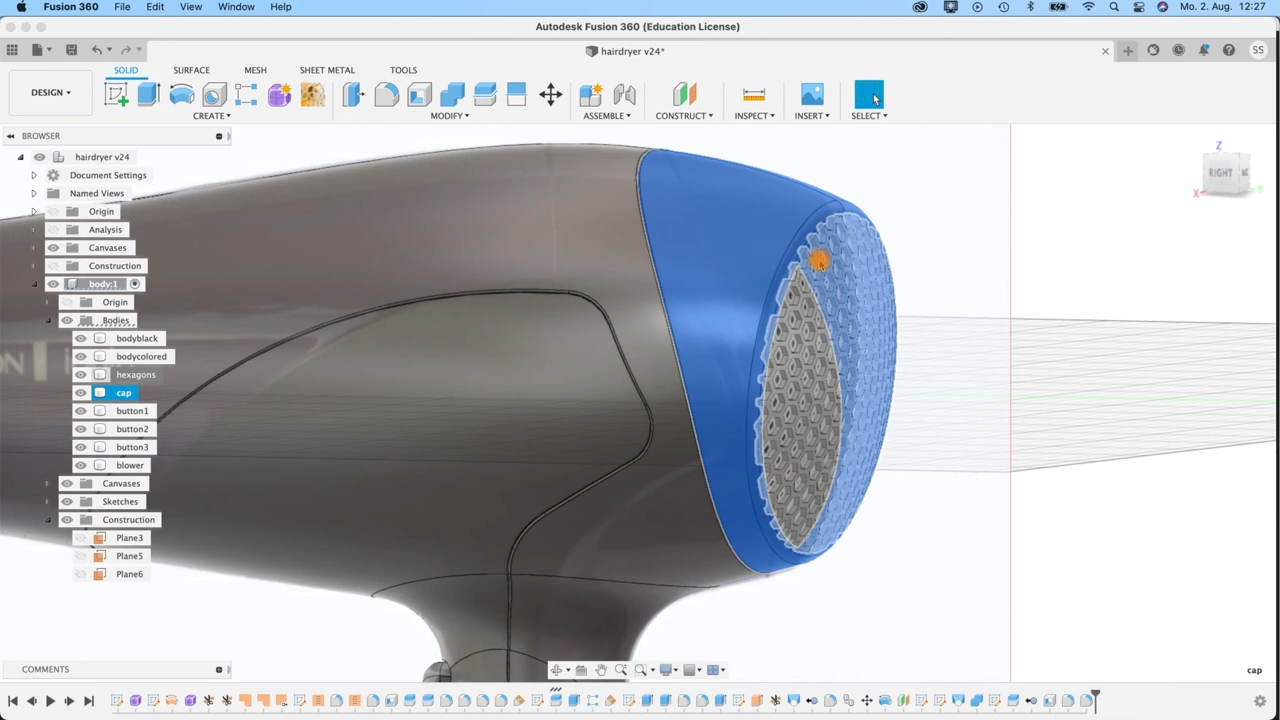 Fusion 360 File Edit View Window Help Mo. 2. Aug. 12:27
Autodesk Fusion 360 (Education License)
hairdryer v24*
SS
SOLID SURFACE MESH SHEET METAL TOOLS
DESIGN
CREATE MODIFY ASSEMBLE CONSTRUCT INSPECT INSERT SELECT
BROWSER
hairdryer v24
Document Settings
Named Views
Origin
Analysis
Canvases
Construction
body:1
Origin
Bodies
bodyblack
bodycolored
hexagons
cap
button1
button2
button3
blower
Canvases
Sketches
Construction
Plane3
Plane5
Plane6
Z
RIGHT
X
Y
COMMENTS
cap